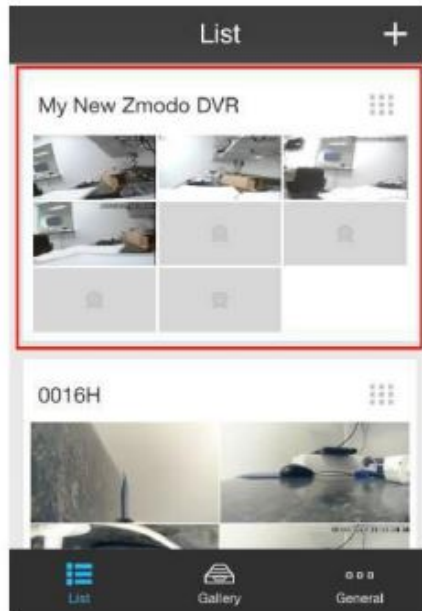 List
My New Zmodo DVR
0016H
List
Gallery
General